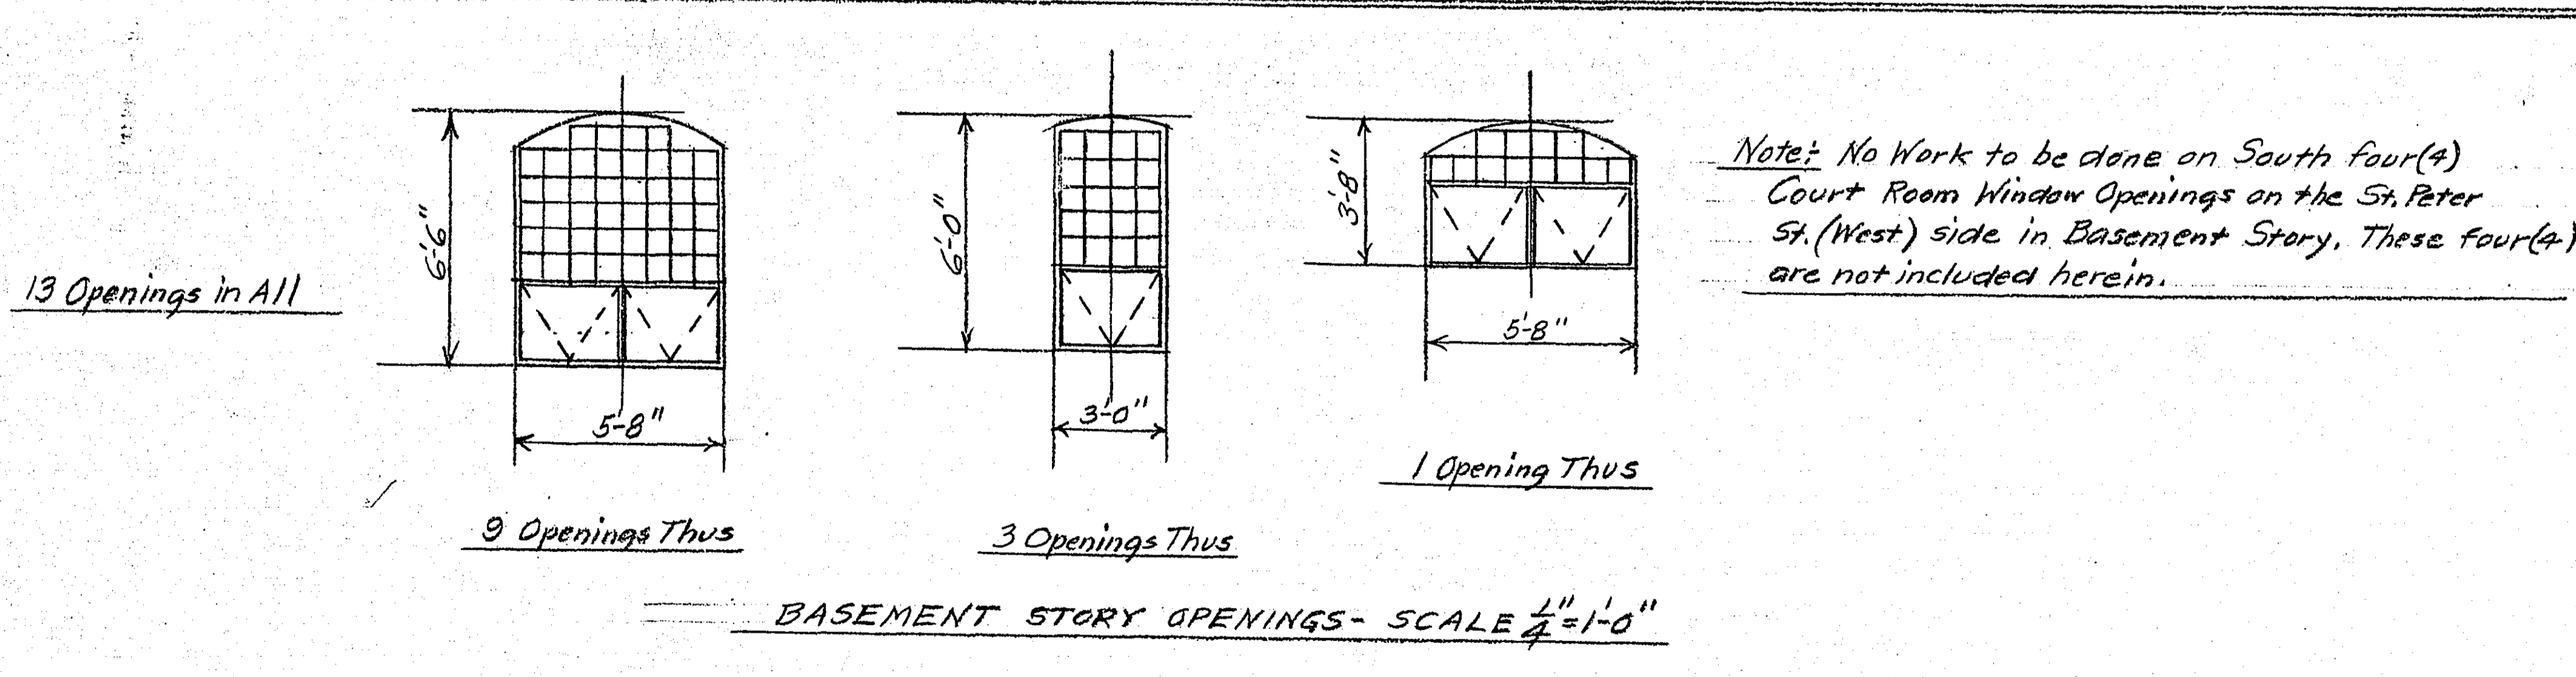 13 Openings in All
6'-6"
5'-8"
9 Openings Thus
6'-0"
3'-0"
3 Openings Thus
3'-8"
5'-8"
1 Opening Thus
Note:- No Work to be done on South four(4)
Court Room Window Openings on the St. Peter
St. (West) side in Basement Story. These four(4)
are not included herein.
BASEMENT STORY OPENINGS- SCALE 1/4"=1'-0"